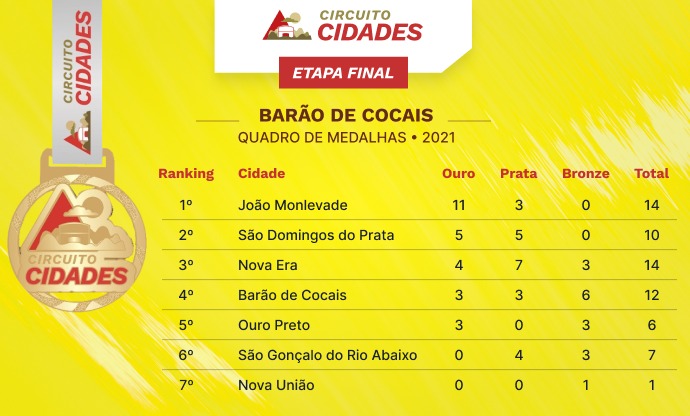 CIRCUITO
CIDADES
CIRCUITO
CIDADES
ETAPA FINAL
BARÃO DE COCAIS
QUADRO DE MEDALHAS • 2021
Ranking Cidade Ouro Prata Bronze Total
1º João Monlevade 11 3 0 14
2º São Domingos do Prata 5 5 0 10
3º Nova Era 4 7 3 14
4º Barão de Cocais 3 3 6 12
5º Ouro Preto 3 0 3 6
6º São Gonçalo do Rio Abaixo 0 4 3 7
7º Nova União 0 0 1 1
CIRCUITO
CIDADES